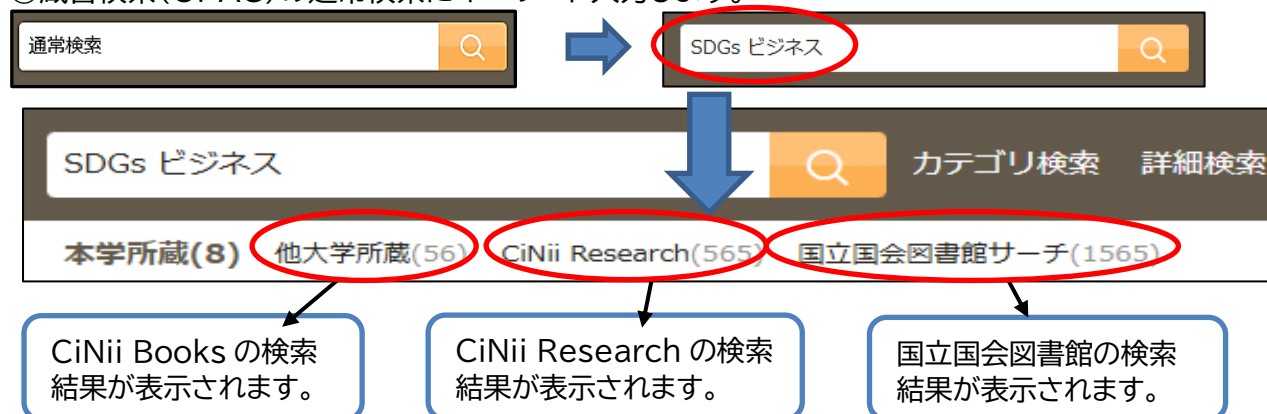 通常検索
SDGs ビジネス
SDGs ビジネス
カテゴリ検索 詳細検索
本学所蔵(8) 他大学所蔵(56) CiNii Research(565) 国立国会図書館サーチ(1565)
CiNii Books の検索
結果が表示されます。
CiNii Research の検索
結果が表示されます。
国立国会図書館の検索
結果が表示されます。